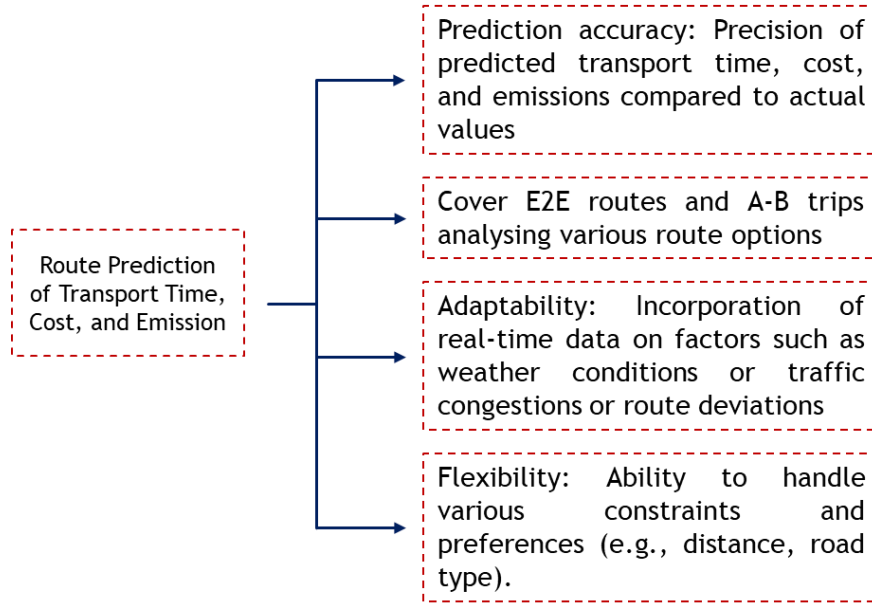 Route Prediction
of Transport Time,
Cost, and Emission
Prediction accuracy: Precision of
predicted transport time, cost,
and emissions compared to actual
values
Cover E2E routes and A-B trips
analysing various route options
Adaptability: Incorporation of
real-time data on factors such as
weather conditions or traffic
congestions or route deviations
Flexibility: Ability to handle
various constraints and
preferences (e.g., distance, road
type).